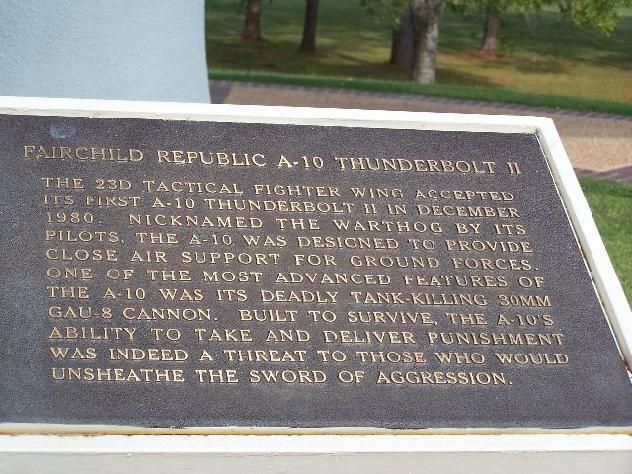 FAIRCHILD REPUBLIC A-10 THUNDERBOLT II
THE 23D TACTICAL FIGHTER WING ACCEPTED
ITS FIRST A-10 THUNDERBOLT II IN DECEMBER
1980. NICKNAMED THE WARTHOG BY ITS
PILOTS, THE A-10 WAS DESIGNED TO PROVIDE
CLOSE AIR SUPPORT FOR GROUND FORCES.
ONE OF THE MOST ADVANCED FEATURES OF
THE A-10 WAS ITS DEADLY TANK-KILLING 30MM
GAU-8 CANNON. BUILT TO SURVIVE, THE A-10'S
ABILITY TO TAKE AND DELIVER PUNISHMENT
WAS INDEED A THREAT TO THOSE WHO WOULD
UNSHEATHE THE SWORD OF AGGRESSION.